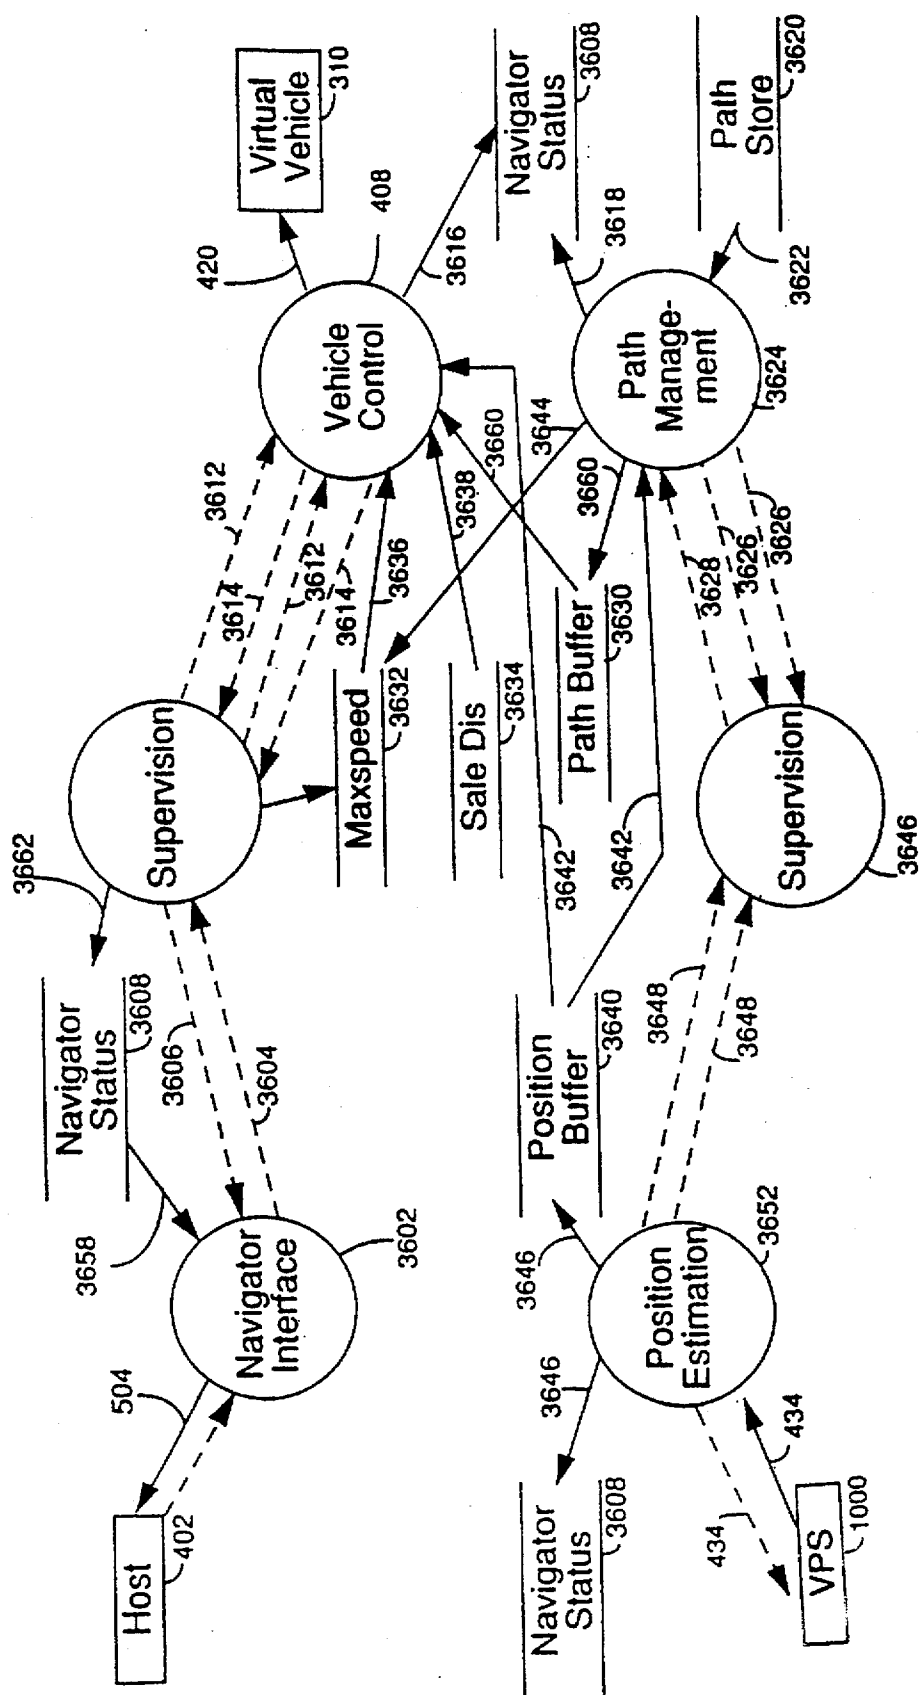 Host
402
504
Navigator
Interface
3602
3658
Navigator
Status
3608
3606
3604
3662
Supervision
3612
3614
3612
3614
Vehicle
Control
408
420
Virtual
Vehicle
310
3616
Maxspeed
3632
3636
Sale Dis
3634
3638
3660
3644
Navigator
Status
3608
3618
Path Buffer
3630
3660
3642
3642
Path
Manage-
ment
3624
3622
Path
Store
3620
Navigator
Status
3608
3646
3646
Position
Buffer
3640
Position
Estimation
3652
434
434
VPS
1000
3648
3648
Supervision
3646
3628
3626
3626